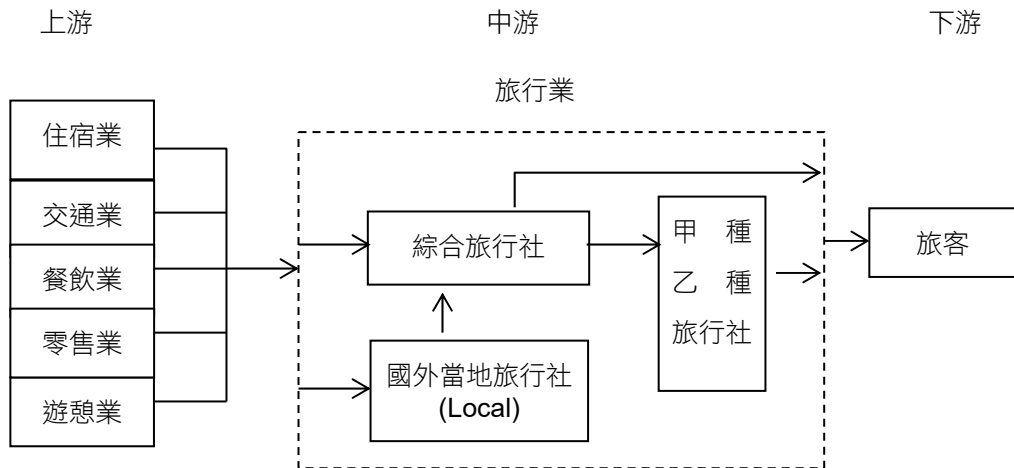 上游
中游
下游
旅行業
住宿業
交通業
餐飲業
零售業
遊憩業
綜合旅行社
國外當地旅行社
(Local)
甲 種
乙 種
旅行社
旅客